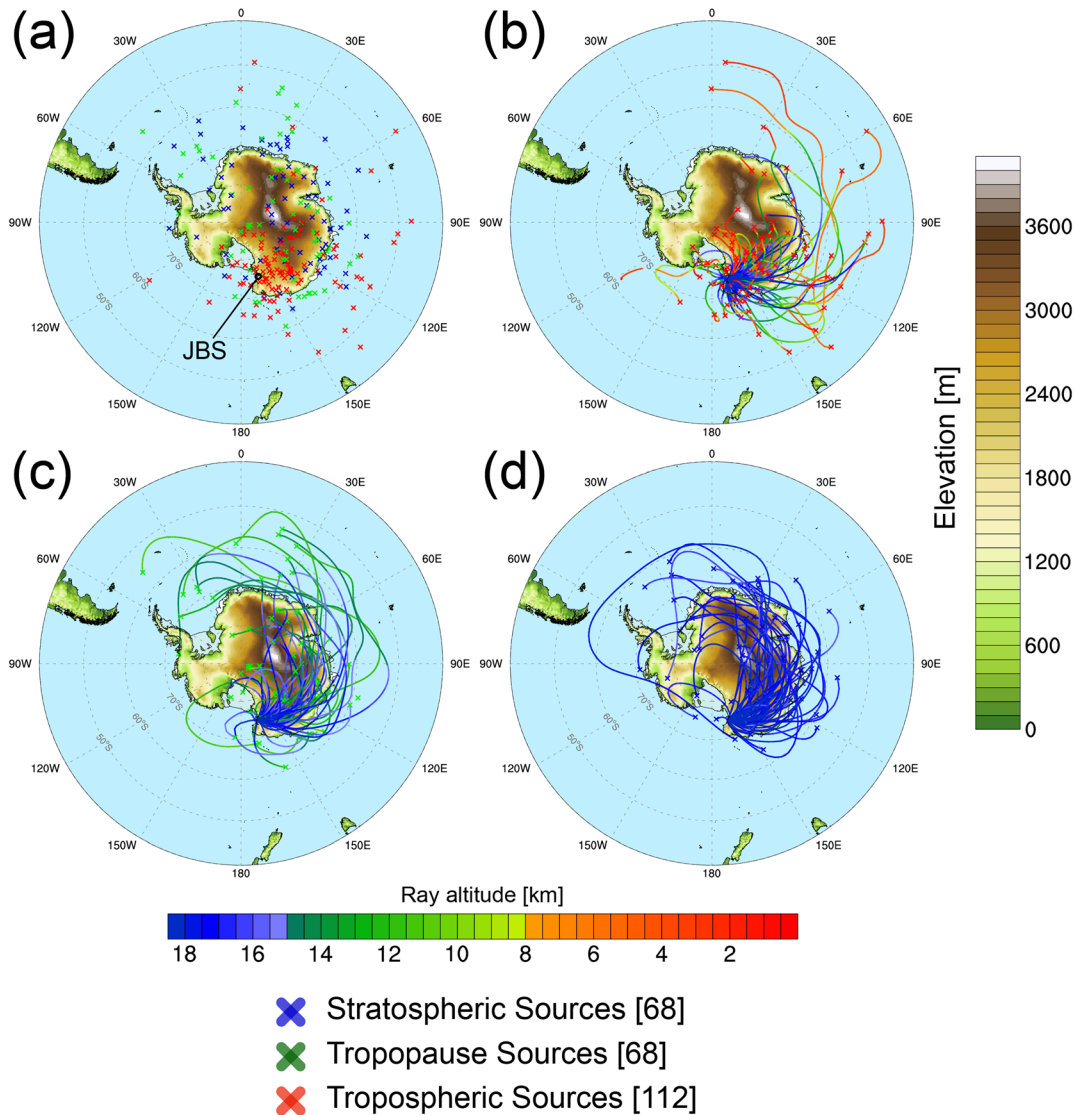 (a)
0
30W
30E
60W
60E
90W
90E
70°S
60°S
50°S
120W
120E
JBS
150W
150E
180
(b)
0
30W
30E
60W
60E
90W
90E
70°S
60°S
50°S
120W
120E
150W
150E
180
Elevation [m]
3600
3000
2400
1800
1200
600
0
(c)
0
30W
30E
60W
60E
90W
90E
70°S
60°S
50°S
120W
120E
150W
150E
180
(d)
0
30W
30E
60W
60E
90W
90E
70°S
60°S
50°S
120W
120E
150W
150E
180
Ray altitude [km]
18 16 14 12 10 8 6 4 2
Stratospheric Sources [68]
Tropopause Sources [68]
Tropospheric Sources [112]